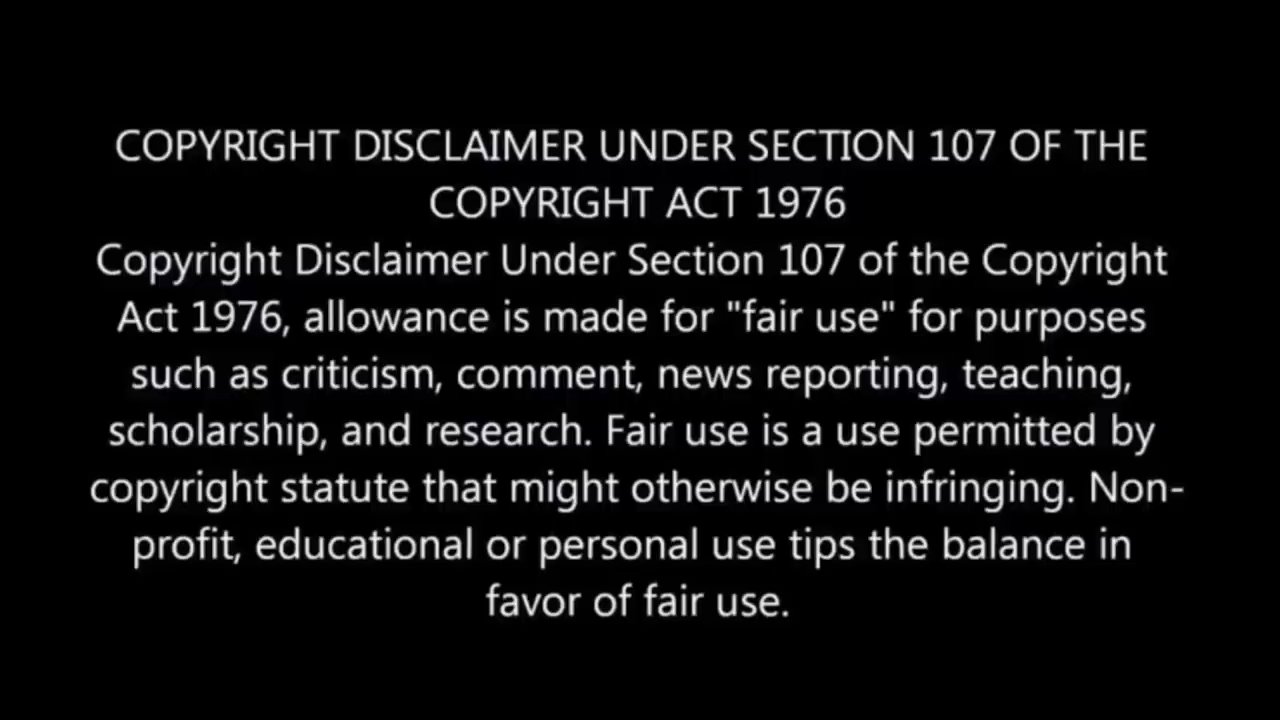 COPYRIGHT DISCLAIMER UNDER SECTION 107 OF THE
COPYRIGHT ACT 1976
Copyright Disclaimer Under Section 107 of the Copyright
Act 1976, allowance is made for "fair use" for purposes
such as criticism, comment, news reporting, teaching,
scholarship, and research. Fair use is a use permitted by
copyright statute that might otherwise be infringing. Non-
profit, educational or personal use tips the balance in
favor of fair use.